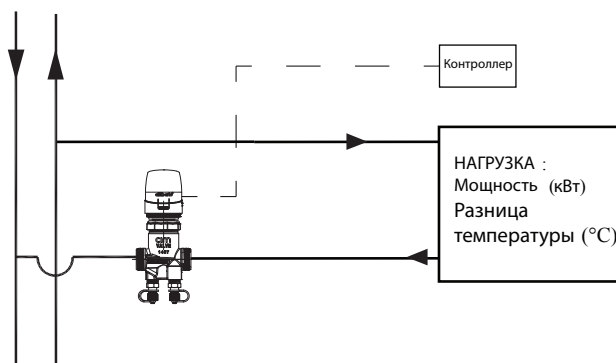 Контроллер
НАГРУЗКА :
Мощность (кВт)
Разница
температуры (°C)